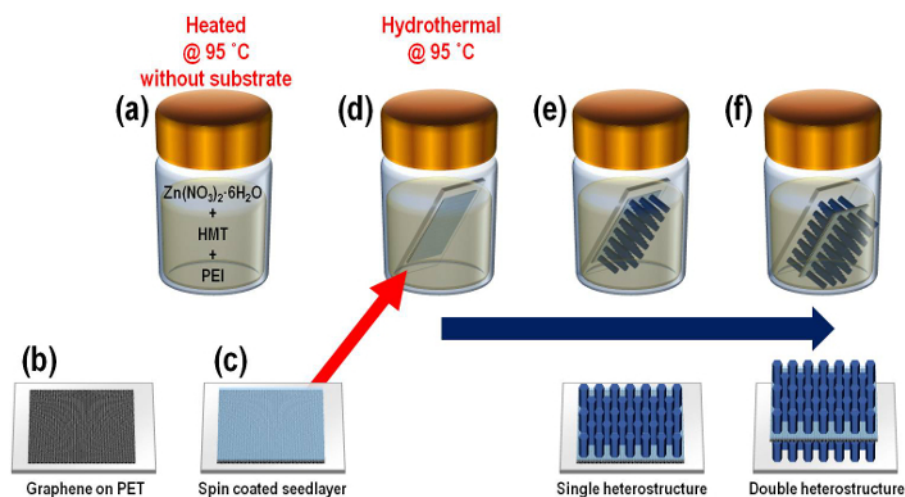 Heated
@ 95 ˚C
without substrate
Hydrothermal
@ 95 ˚C
(a)
(d)
(e)
(f)
Zn(NO₃)₂·6H₂O
+
HMT
+
PEI
(b)
(c)
Graphene on PET
Spin coated seedlayer
Single heterostructure
Double heterostructure